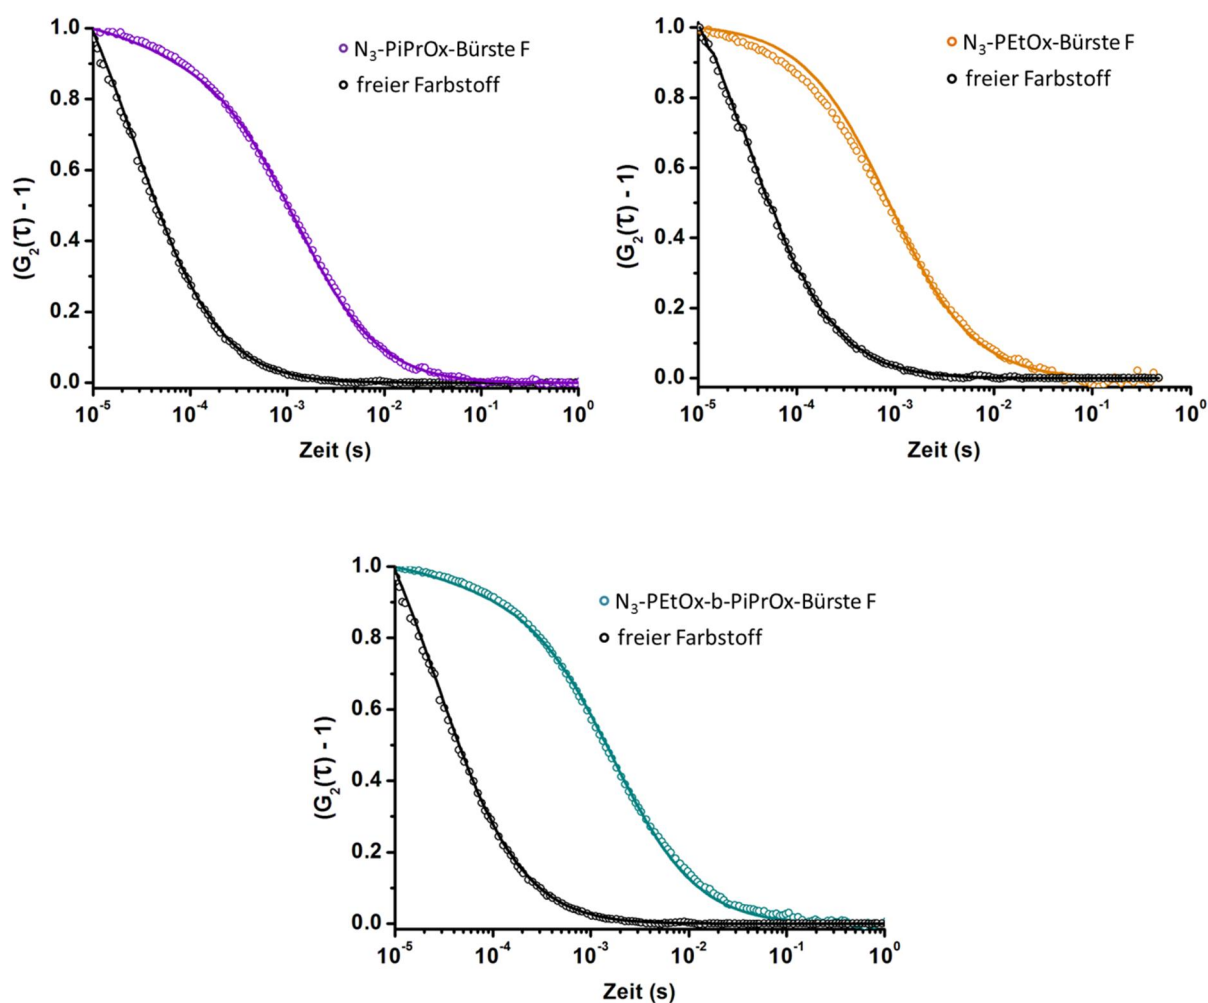 N₃-PiPrOx-Bürste F
freier Farbstoff
(G₂(τ) - 1)
1.0
0.8
0.6
0.4
0.2
0.0
10⁻⁵ 10⁻⁴ 10⁻³ 10⁻² 10⁻¹ 10⁰
Zeit (s)
N₃-PEtOx-Bürste F
freier Farbstoff
(G₂(τ) - 1)
1.0
0.8
0.6
0.4
0.2
0.0
10⁻⁵ 10⁻⁴ 10⁻³ 10⁻² 10⁻¹ 10⁰
Zeit (s)
N₃-PEtOx-b-PiPrOx-Bürste F
freier Farbstoff
(G₂(τ) - 1)
1.0
0.8
0.6
0.4
0.2
0.0
10⁻⁵ 10⁻⁴ 10⁻³ 10⁻² 10⁻¹ 10⁰
Zeit (s)